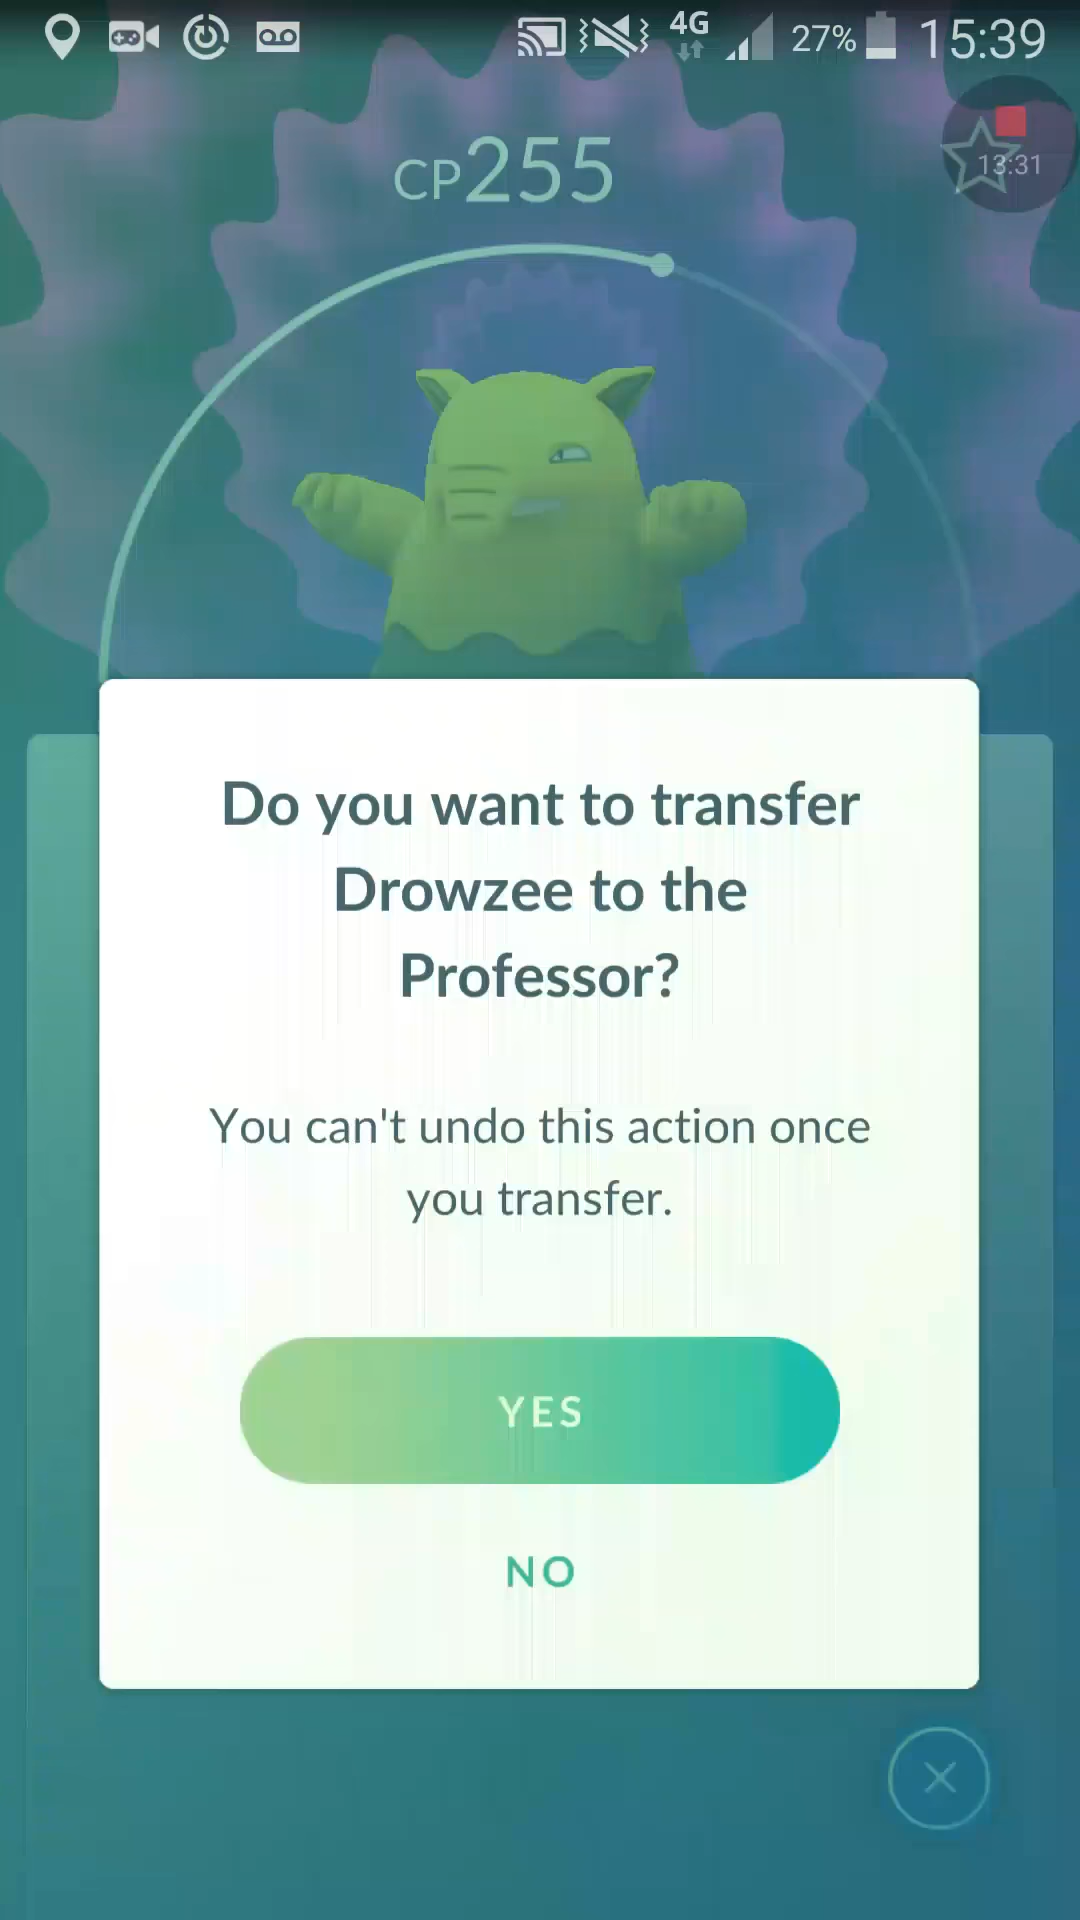 4G 27% 15:39
13:31
CP255
Do you want to transfer
Drowzee to the
Professor?
You can't undo this action once
you transfer.
YES
NO